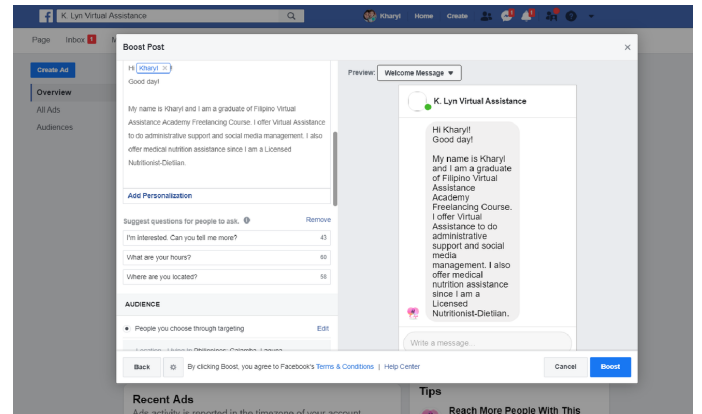 K. Lyn Virtual Assistance
Kharyl Home Create
Page Inbox 1 M
Create Ad
Overview
All Ads
Audiences
Boost Post
Hi Kharyl × !
Good day!
My name is Kharyl and I am a graduate of Filipino Virtual
Assistance Academy Freelancing Course. I offer Virtual Assistance
to do administrative support and social media management. I also
offer medical nutrition assistance since I am a Licensed
Nutritionist-Dietiian.
Add Personalization
Suggest questions for people to ask. Remove
I'm interested. Can you tell me more? 43
What are your hours? 60
Where are you located? 58
AUDIENCE
People you choose through targeting Edit
Location - Living in Philippines: Calamba, Laguna
Preview: Welcome Message
K. Lyn Virtual Assistance
Hi Kharyl!
Good day!
My name is Kharyl
and I am a graduate
of Filipino Virtual
Assistance
Academy
Freelancing Course.
I offer Virtual
Assistance to do
administrative
support and social
media
management. I also
offer medical
nutrition assistance
since I am a
Licensed
Nutritionist-Dietiian.
Write a message...
Back By clicking Boost, you agree to Facebook's Terms & Conditions | Help Center Cancel Boost
Recent Ads
Ads activity is reported in the timezone of your account.
Tips
Reach More People With This